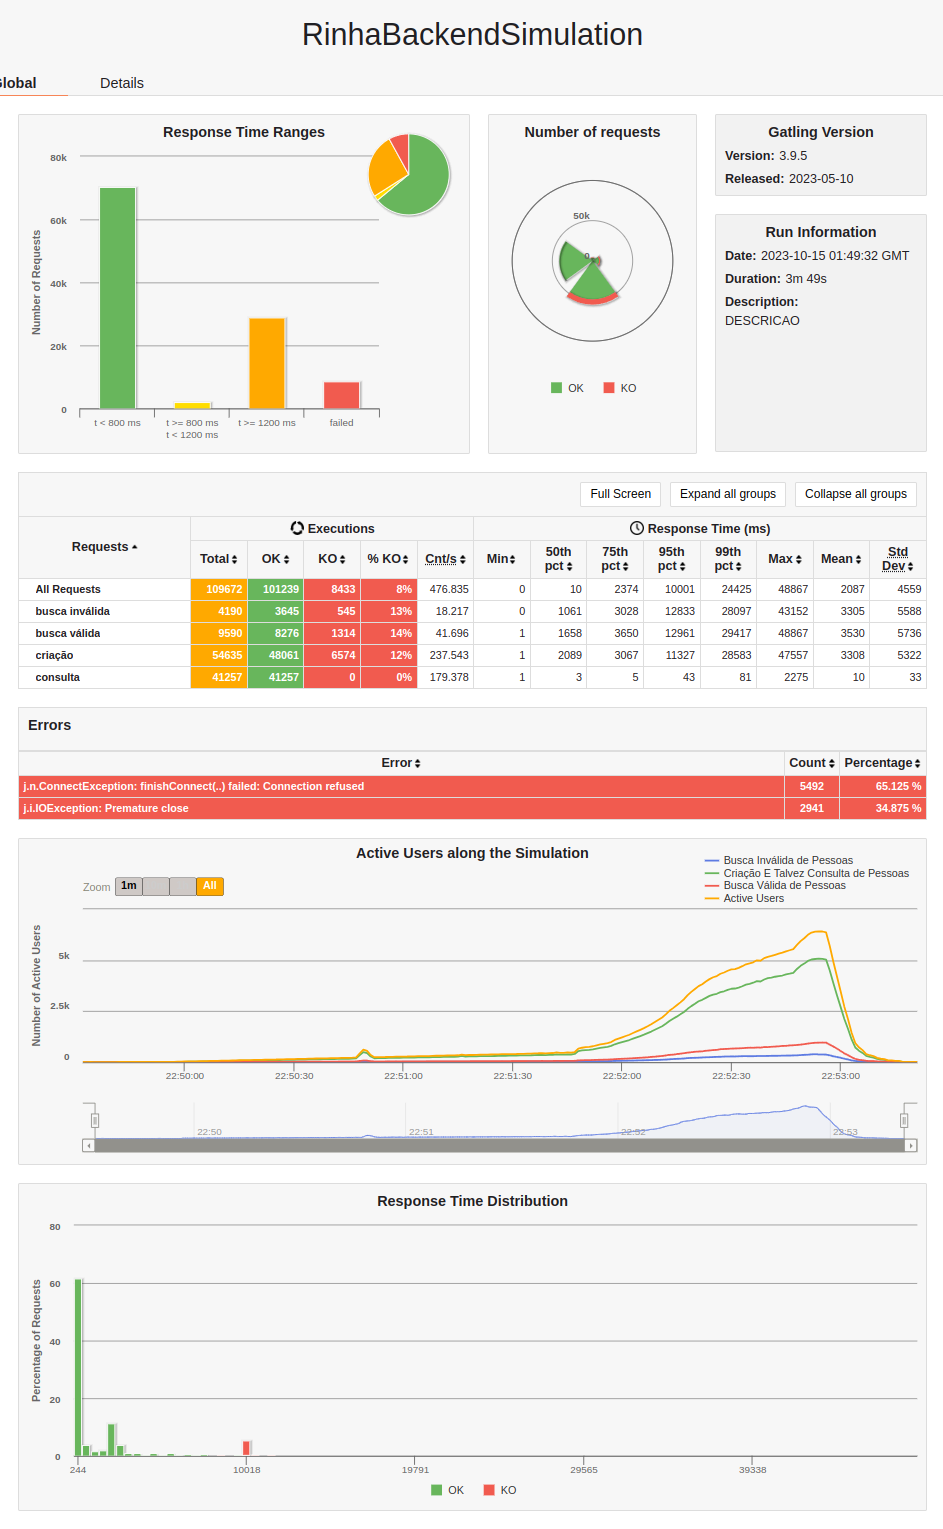 RinhaBackendSimulation
Global
Details
Response Time Ranges
80k
60k
40k
20k
0
Number of Requests
t < 800 ms
t >= 800 ms
t < 1200 ms
t >= 1200 ms
failed
Number of requests
50k
0
OK
KO
Gatling Version
Version: 3.9.5
Released: 2023-05-10
Run Information
Date: 2023-10-15 01:49:32 GMT
Duration: 3m 49s
Description:
DESCRICAO
Full Screen Expand all groups Collapse all groups
Requests Executions Response Time (ms)
Total OK KO % KO Cnt/s Min 50th pct 75th pct 95th pct 99th pct Max Mean Std Dev
All Requests 109672 101239 8433 8% 476.835 0 10 2374 10001 24425 48867 2087 4559
busca inválida 4190 3645 545 13% 18.217 0 1061 3028 12833 28097 43152 3305 5588
busca válida 9590 8276 1314 14% 41.696 1 1658 3650 12961 29417 48867 3530 5736
criação 54635 48061 6574 12% 237.543 1 2089 3067 11327 28583 47557 3308 5322
consulta 41257 41257 0 0% 179.378 1 3 5 43 81 2275 10 33
Errors
Error Count Percentage
j.n.ConnectException: finishConnect(..) failed: Connection refused 5492 65.125 %
j.i.IOException: Premature close 2941 34.875 %
Active Users along the Simulation
Zoom 1m All
Busca Inválida de Pessoas
Criação E Talvez Consulta de Pessoas
Busca Válida de Pessoas
Active Users
Number of Active Users
5k
2.5k
0
22:50:00 22:50:30 22:51:00 22:51:30 22:52:00 22:52:30 22:53:00
22:50 22:51 22:52 22:53
Response Time Distribution
Percentage of Requests
80
60
40
20
0
244 10018 19791 29565 39338
OK KO